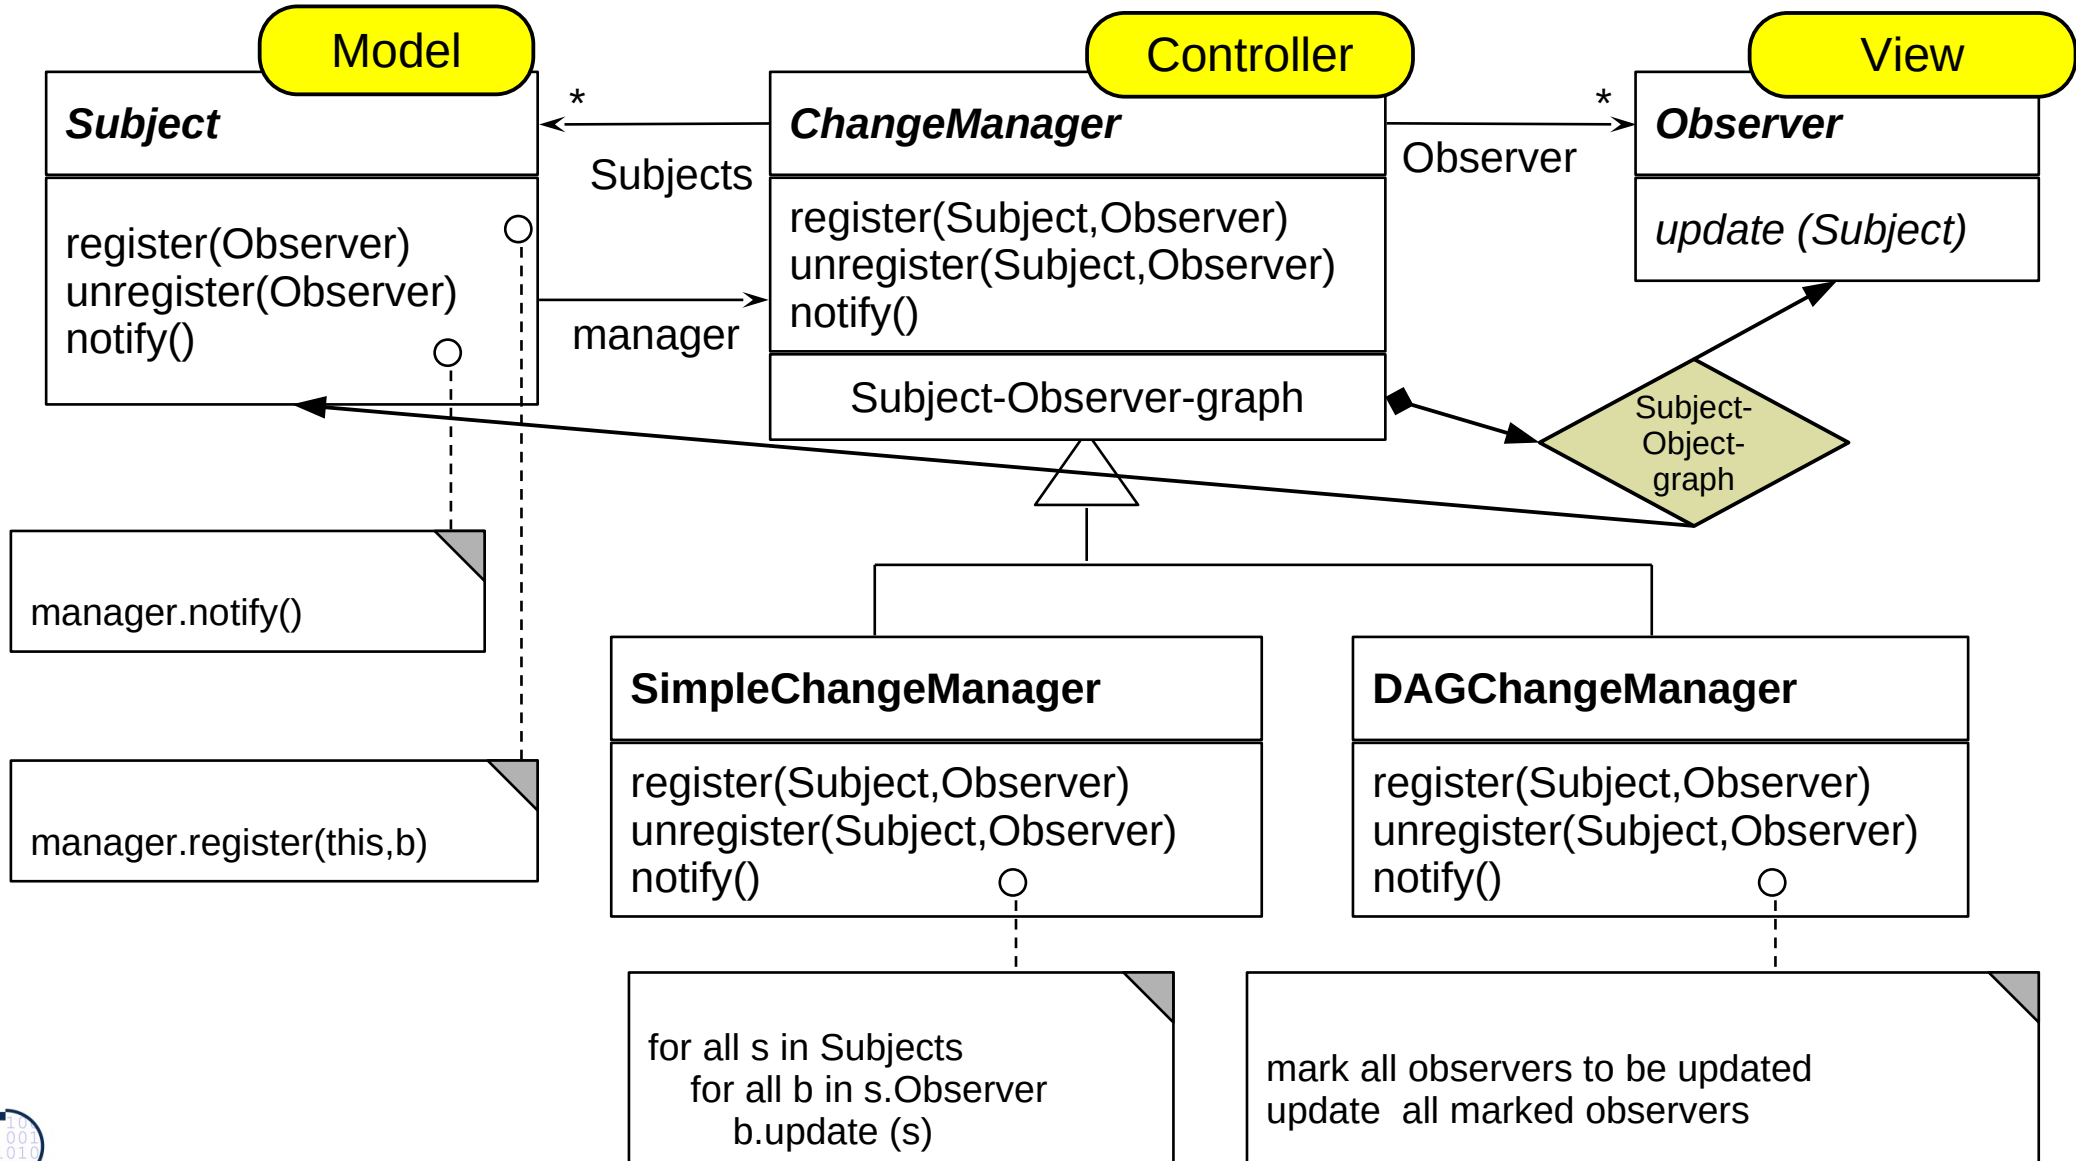 Model
Controller
View
Subject
*
ChangeManager
*
Observer
Subjects
Observer
register(Observer)
unregister(Observer)
notify()
manager
register(Subject,Observer)
unregister(Subject,Observer)
notify()
update (Subject)
Subject-Observer-graph
Subject-
Object-
graph
manager.notify()
manager.register(this,b)
SimpleChangeManager
register(Subject,Observer)
unregister(Subject,Observer)
notify()
DAGChangeManager
register(Subject,Observer)
unregister(Subject,Observer)
notify()
for all s in Subjects
for all b in s.Observer
b.update (s)
mark all observers to be updated
update  all marked observers